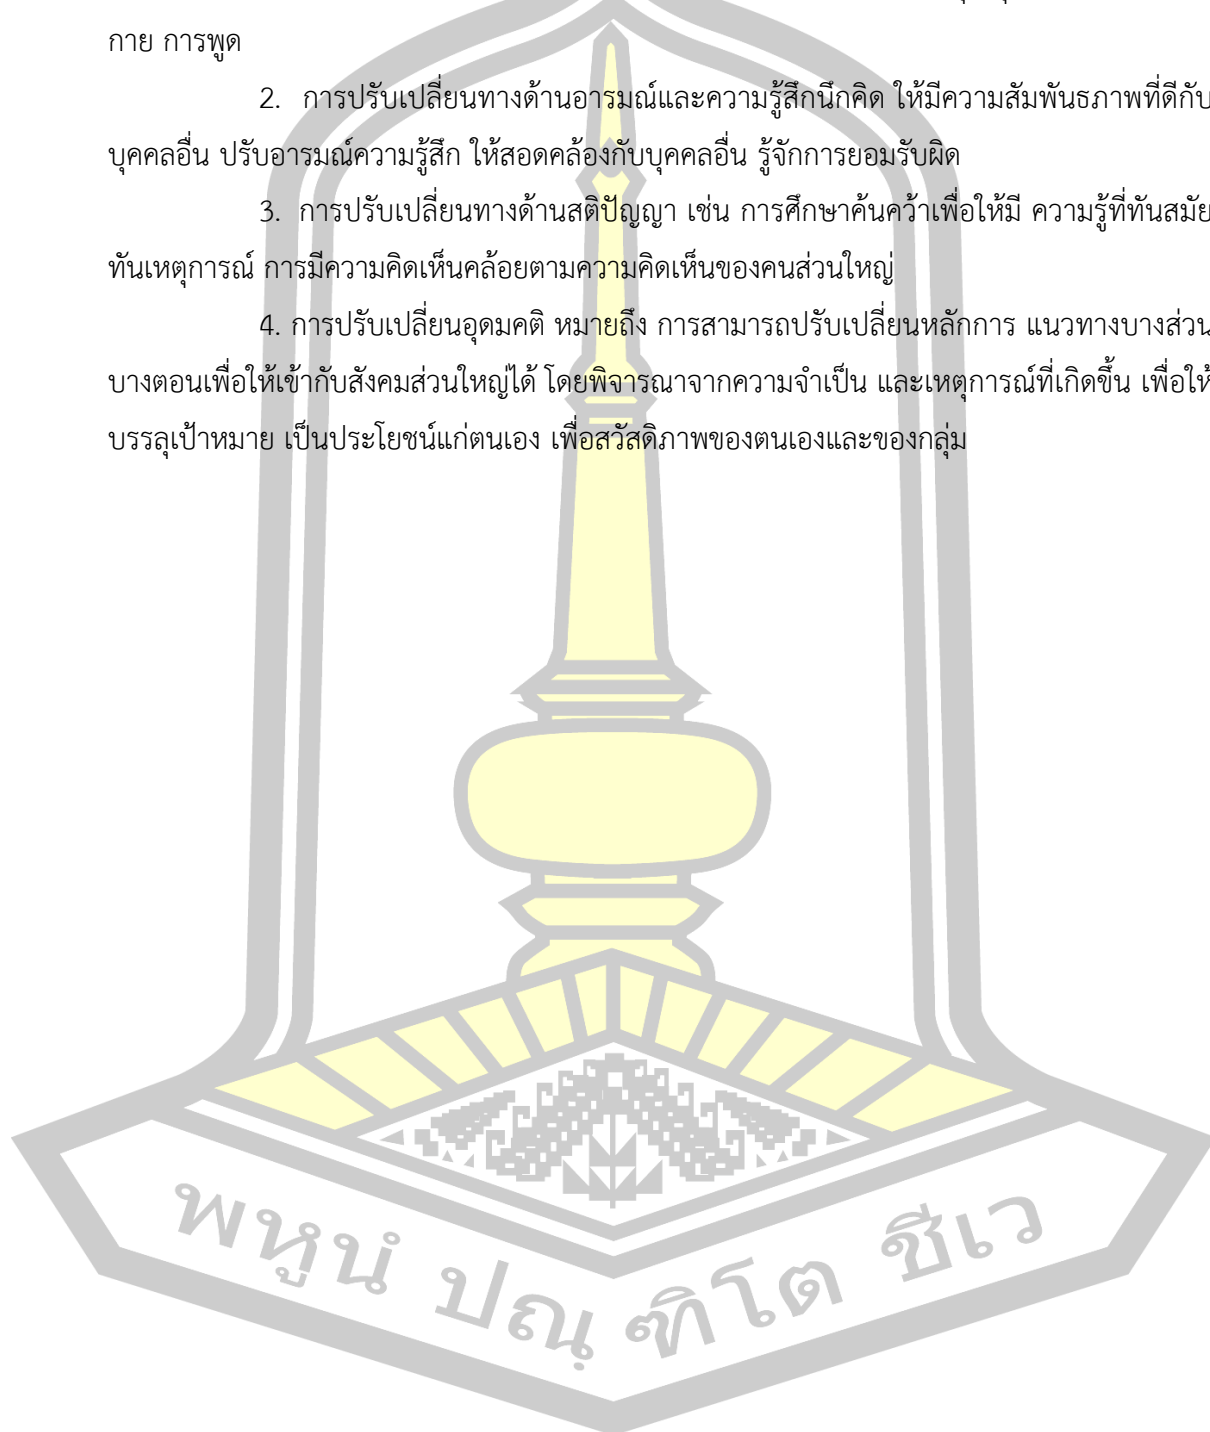 กาย การพูด
2. การปรับเปลี่ยนทางด้านอารมณ์และความรู้สึกนึกคิด ให้มีความสัมพันธภาพที่ดีกับ
บุคคลอื่น ปรับอารมณ์ความรู้สึก ให้สอดคล้องกับบุคคลอื่น รู้จักการยอมรับผิด
3. การปรับเปลี่ยนทางด้านสติปัญญา เช่น การศึกษาค้นคว้าเพื่อให้มี ความรู้ที่ทันสมัย
ทันเหตุการณ์ การมีความคิดเห็นคล้อยตามความคิดเห็นของคนส่วนใหญ่
4. การปรับเปลี่ยนอุดมคติ หมายถึง การสามารถปรับเปลี่ยนหลักการ แนวทางบางส่วน
บางตอนเพื่อให้เข้ากับสังคมส่วนใหญ่ได้ โดยพิจารณาจากความจำเป็น และเหตุการณ์ที่เกิดขึ้น เพื่อให้
บรรลุเป้าหมาย เป็นประโยชน์แก่ตนเอง เพื่อสวัสดิภาพของตนเองและของกลุ่ม
พหูนํ ปณฺฑิโต ชีเว